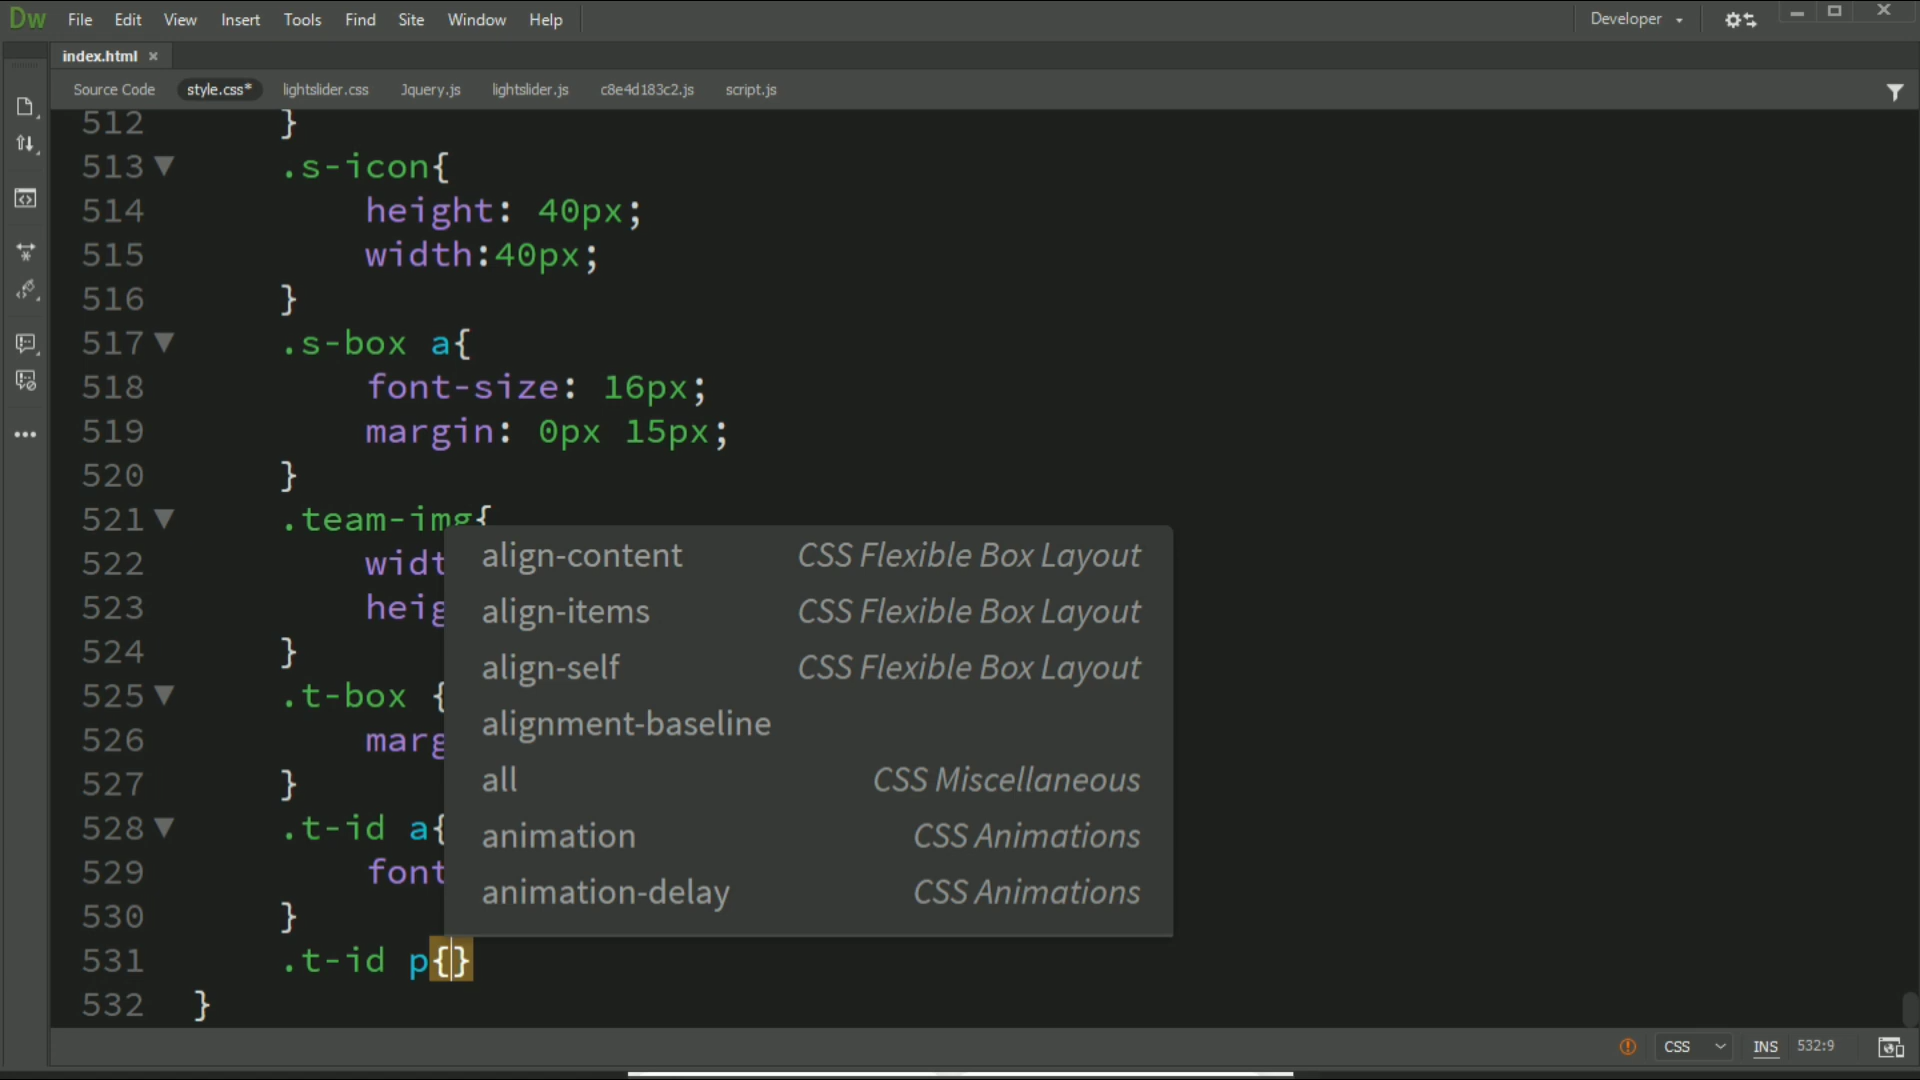 Dw File Edit View Insert Tools Find Site Window Help Developer
index.html ×
Source Code style.css* lightslider.css Jquery.js lightslider.js c8e4d183c2.js script.js
512 }
513 .s-icon{
514 height: 40px;
515 width:40px;
516 }
517 .s-box a{
518 font-size: 16px;
519 margin: 0px 15px;
520 }
521 .team-img{
522 widt
523 heig
524 }
525 .t-box {
526 marg
527 }
528 .t-id a{
529 font
530 }
531 .t-id p{}
532 }
align-content CSS Flexible Box Layout
align-items CSS Flexible Box Layout
align-self CSS Flexible Box Layout
alignment-baseline
all CSS Miscellaneous
animation CSS Animations
animation-delay CSS Animations
CSS INS 532:9